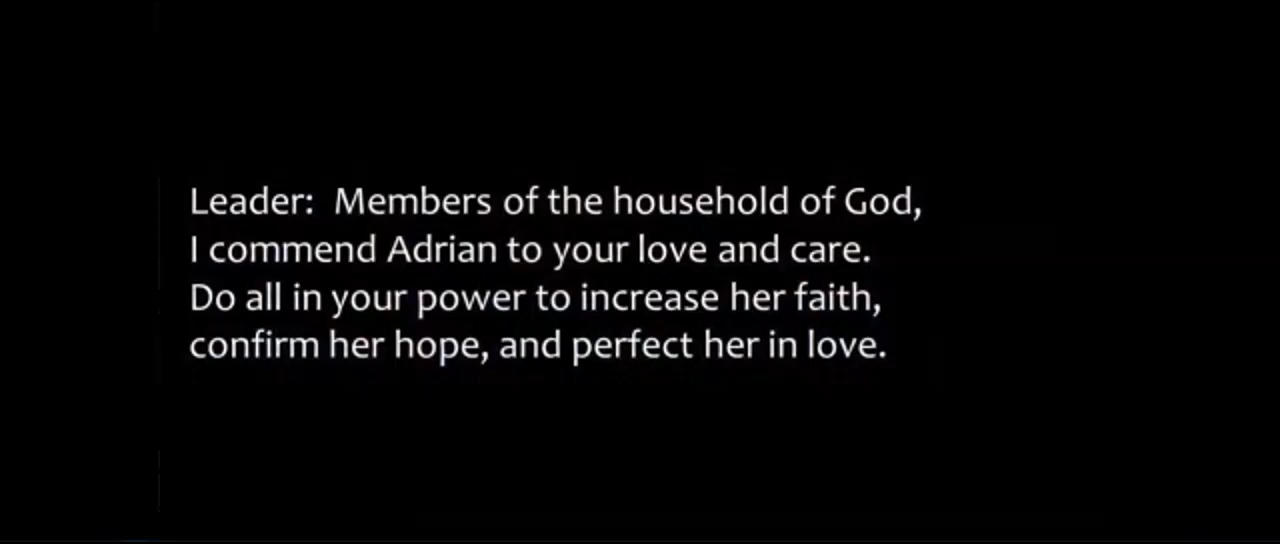 Leader:  Members of the household of God,
I commend Adrian to your love and care.
Do all in your power to increase her faith,
confirm her hope, and perfect her in love.